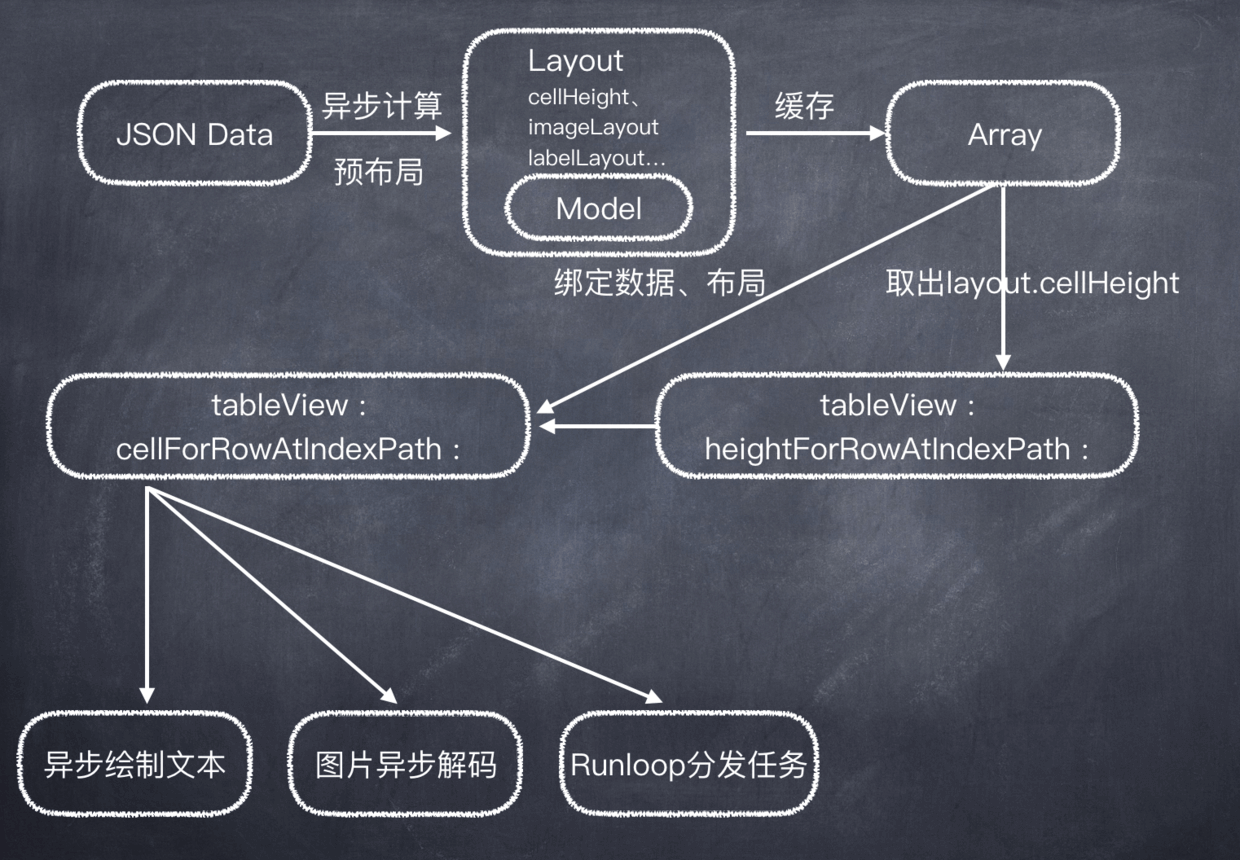 JSON Data
异步计算
预布局
Layout
cellHeight、
imageLayout
labelLayout...
Model
缓存
Array
绑定数据、布局
取出layout.cellHeight
tableView：
cellForRowAtIndexPath：
tableView：
heightForRowAtIndexPath：
异步绘制文本
图片异步解码
Runloop分发任务